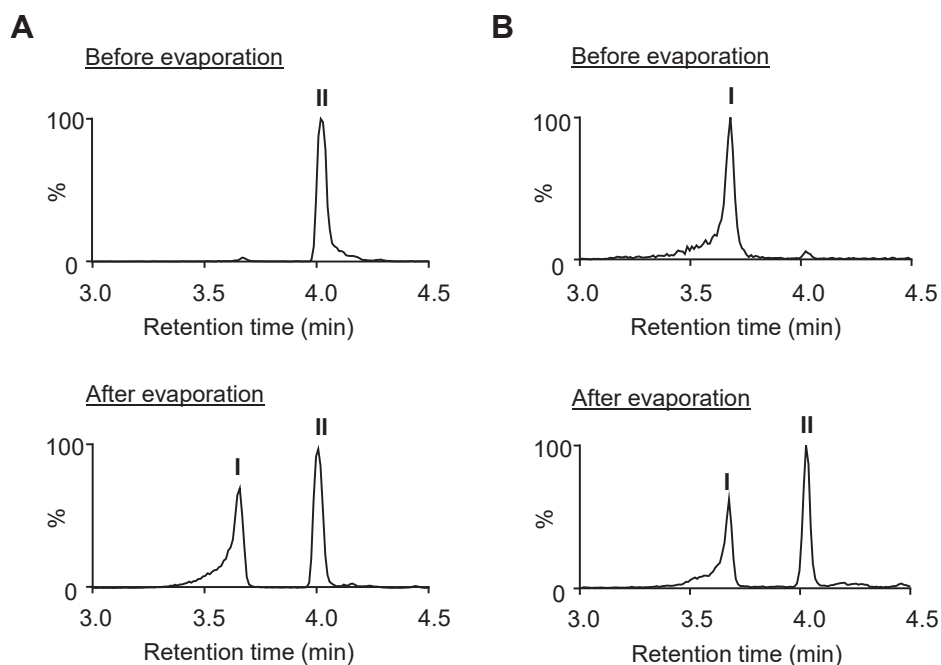 A
Before evaporation
II
100
%
0
3.0 3.5 4.0 4.5
Retention time (min)
After evaporation
II
I
100
%
0
3.0 3.5 4.0 4.5
Retention time (min)
B
Before evaporation
I
100
%
0
3.0 3.5 4.0 4.5
Retention time (min)
After evaporation
II
I
100
%
0
3.0 3.5 4.0 4.5
Retention time (min)